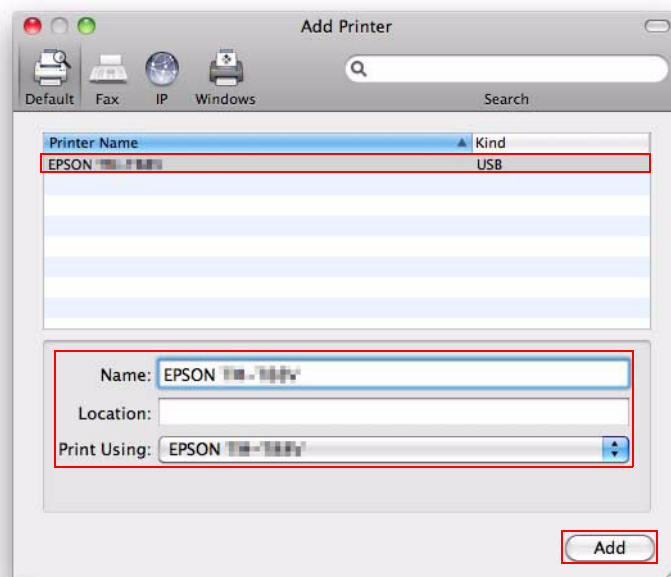 Add Printer
Default Fax IP Windows Search
Printer Name Kind
EPSON USB
Name: EPSON
Location:
Print Using: EPSON
Add